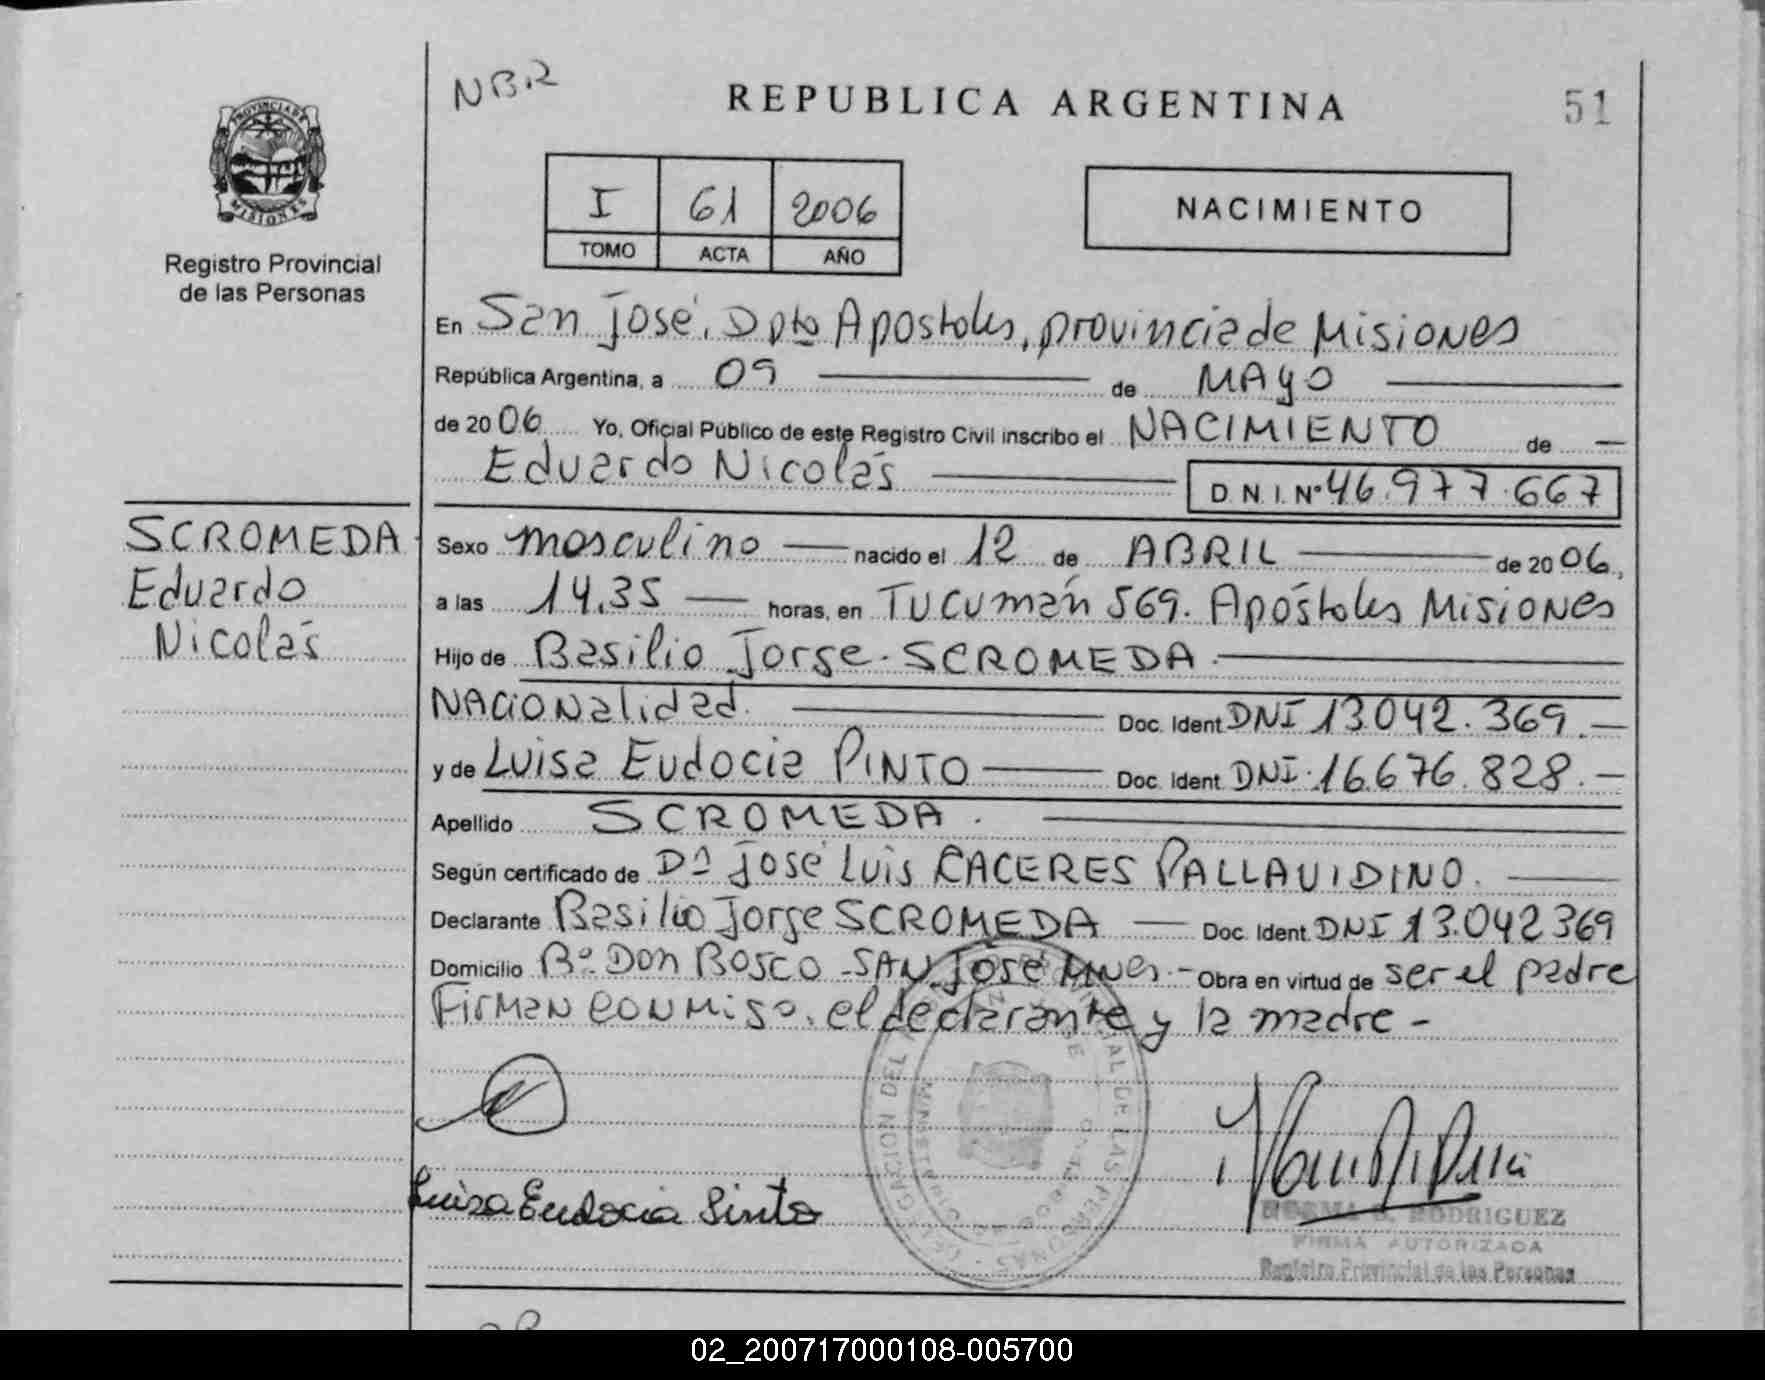 NBR
REPUBLICA ARGENTINA
51
PROVINCIA DE
MISIONES
Registro Provincial
de las Personas
I 61 2006
TOMO ACTA AÑO
NACIMIENTO
En San José, Dpto Apostoles, provincia de Misiones
República Argentina, a 09 de MAYO
de 2006 Yo, Oficial Público de este Registro Civil inscribo el NACIMIENTO de
Eduardo Nicolás D.N.I. Nº 46.977.667
SCROMEDA
Eduardo
Nicolás
Sexo masculino nacido el 12 de ABRIL de 2006,
a las 14,35 horas, en Tucumán 569. Apóstoles Misiones
Hijo de Basilio Jorge SCROMEDA.
NACIONalidad. Doc. Ident. DNI 13.042.369.
y de Luisa Eudocia PINTO Doc. Ident. DNI 16.676.828.
Apellido SCROMEDA.
Según certificado de Dº José Luis CACERES PALLAVIDINO.
Declarante Basilio Jorge SCROMEDA Doc. Ident. DNI 13.042369
Domicilio Bº Don Bosco - SAN José Mnes. - Obra en virtud de ser el padre
Firman conmigo, el declarante y la madre -
Luisa Eudocia Pinto
RODRIGUEZ
FIRMA AUTORIZADA
Registro Provincial de las Personas
02_200717000108-005700